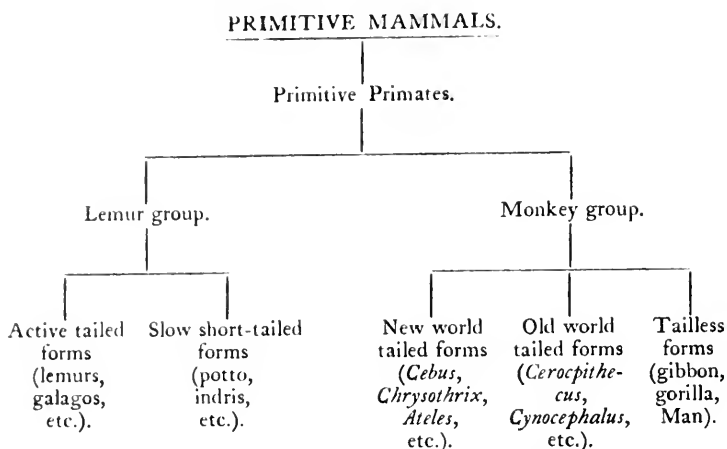 PRIMITIVE MAMMALS.
Primitive Primates.
Lemur group.
Monkey group.
Active tailed
forms
(lemurs,
galagos,
etc.).
Slow short-tailed
forms
(potto,
indris,
etc.).
New world
tailed forms
(Cebus,
Chrysothrix,
Ateles,
etc.).
Old world
tailed forms
(Cerocpithe-
cus,
Cynocephalus,
etc.).
Tailless
forms
(gibbon,
gorilla,
Man).